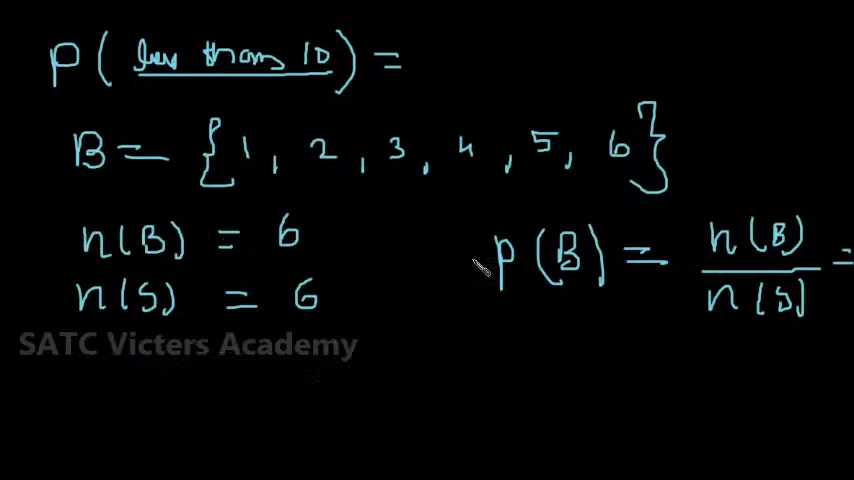 P( less than 10 ) =
B = { 1, 2, 3, 4, 5, 6 }
n(B) = 6
n(S) = 6
P(B) = n(B) / n(S) =
SATC Victers Academy